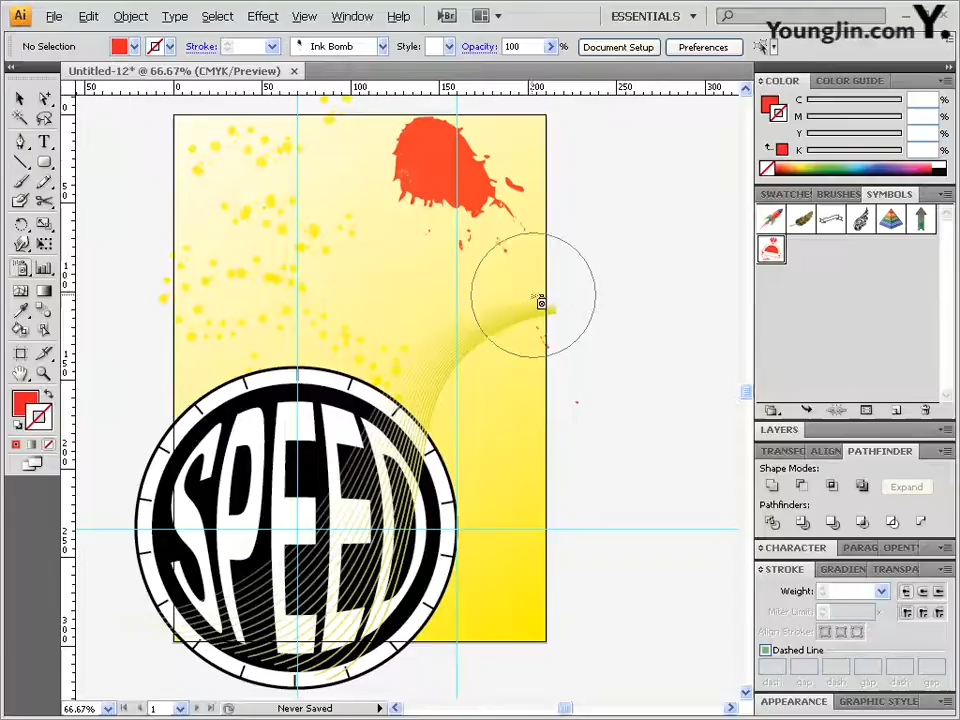 Ai File Edit Object Type Select Effect View Window Help Br ESSENTIALS
YoungJin.com Y.
No Selection Stroke: Ink Bomb Style: Opacity: 100 % Document Setup Preferences
Untitled-12* @ 66.67% (CMYK/Preview) ×
50 0 50 100 150 200 250 300
COLOR COLOR GUIDE
C %
M %
Y %
K %
SWATCHE BRUSHES SYMBOLS
LAYERS
TRANSFC ALIGN PATHFINDER
Shape Modes:
Expand
Pathfinders:
SPEED
CHARACTER PARAG OPENT
STROKE GRADIEN TRANSPA
Weight:
Miter Limit: x
Align Stroke:
Dashed Line
dash gap dash gap dash gap
APPEARANCE GRAPHIC STYLE
66.67% 1 Never Saved